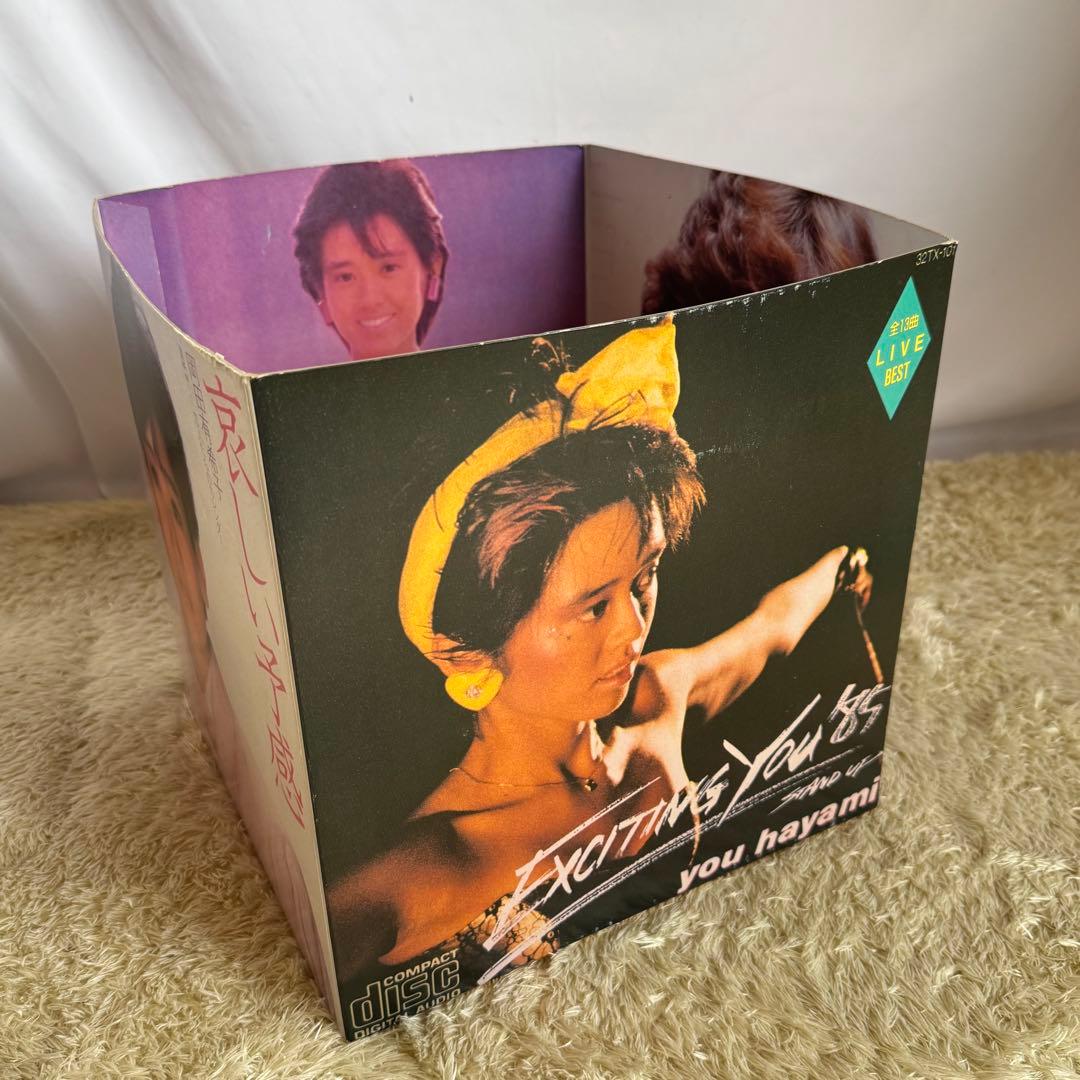 32TX-101
全13曲
LIVE
BEST
EXCITING YOU '85
STAND UP
you hayami
COMPACT
disc
DIGITAL AUDIO
哀しい予感